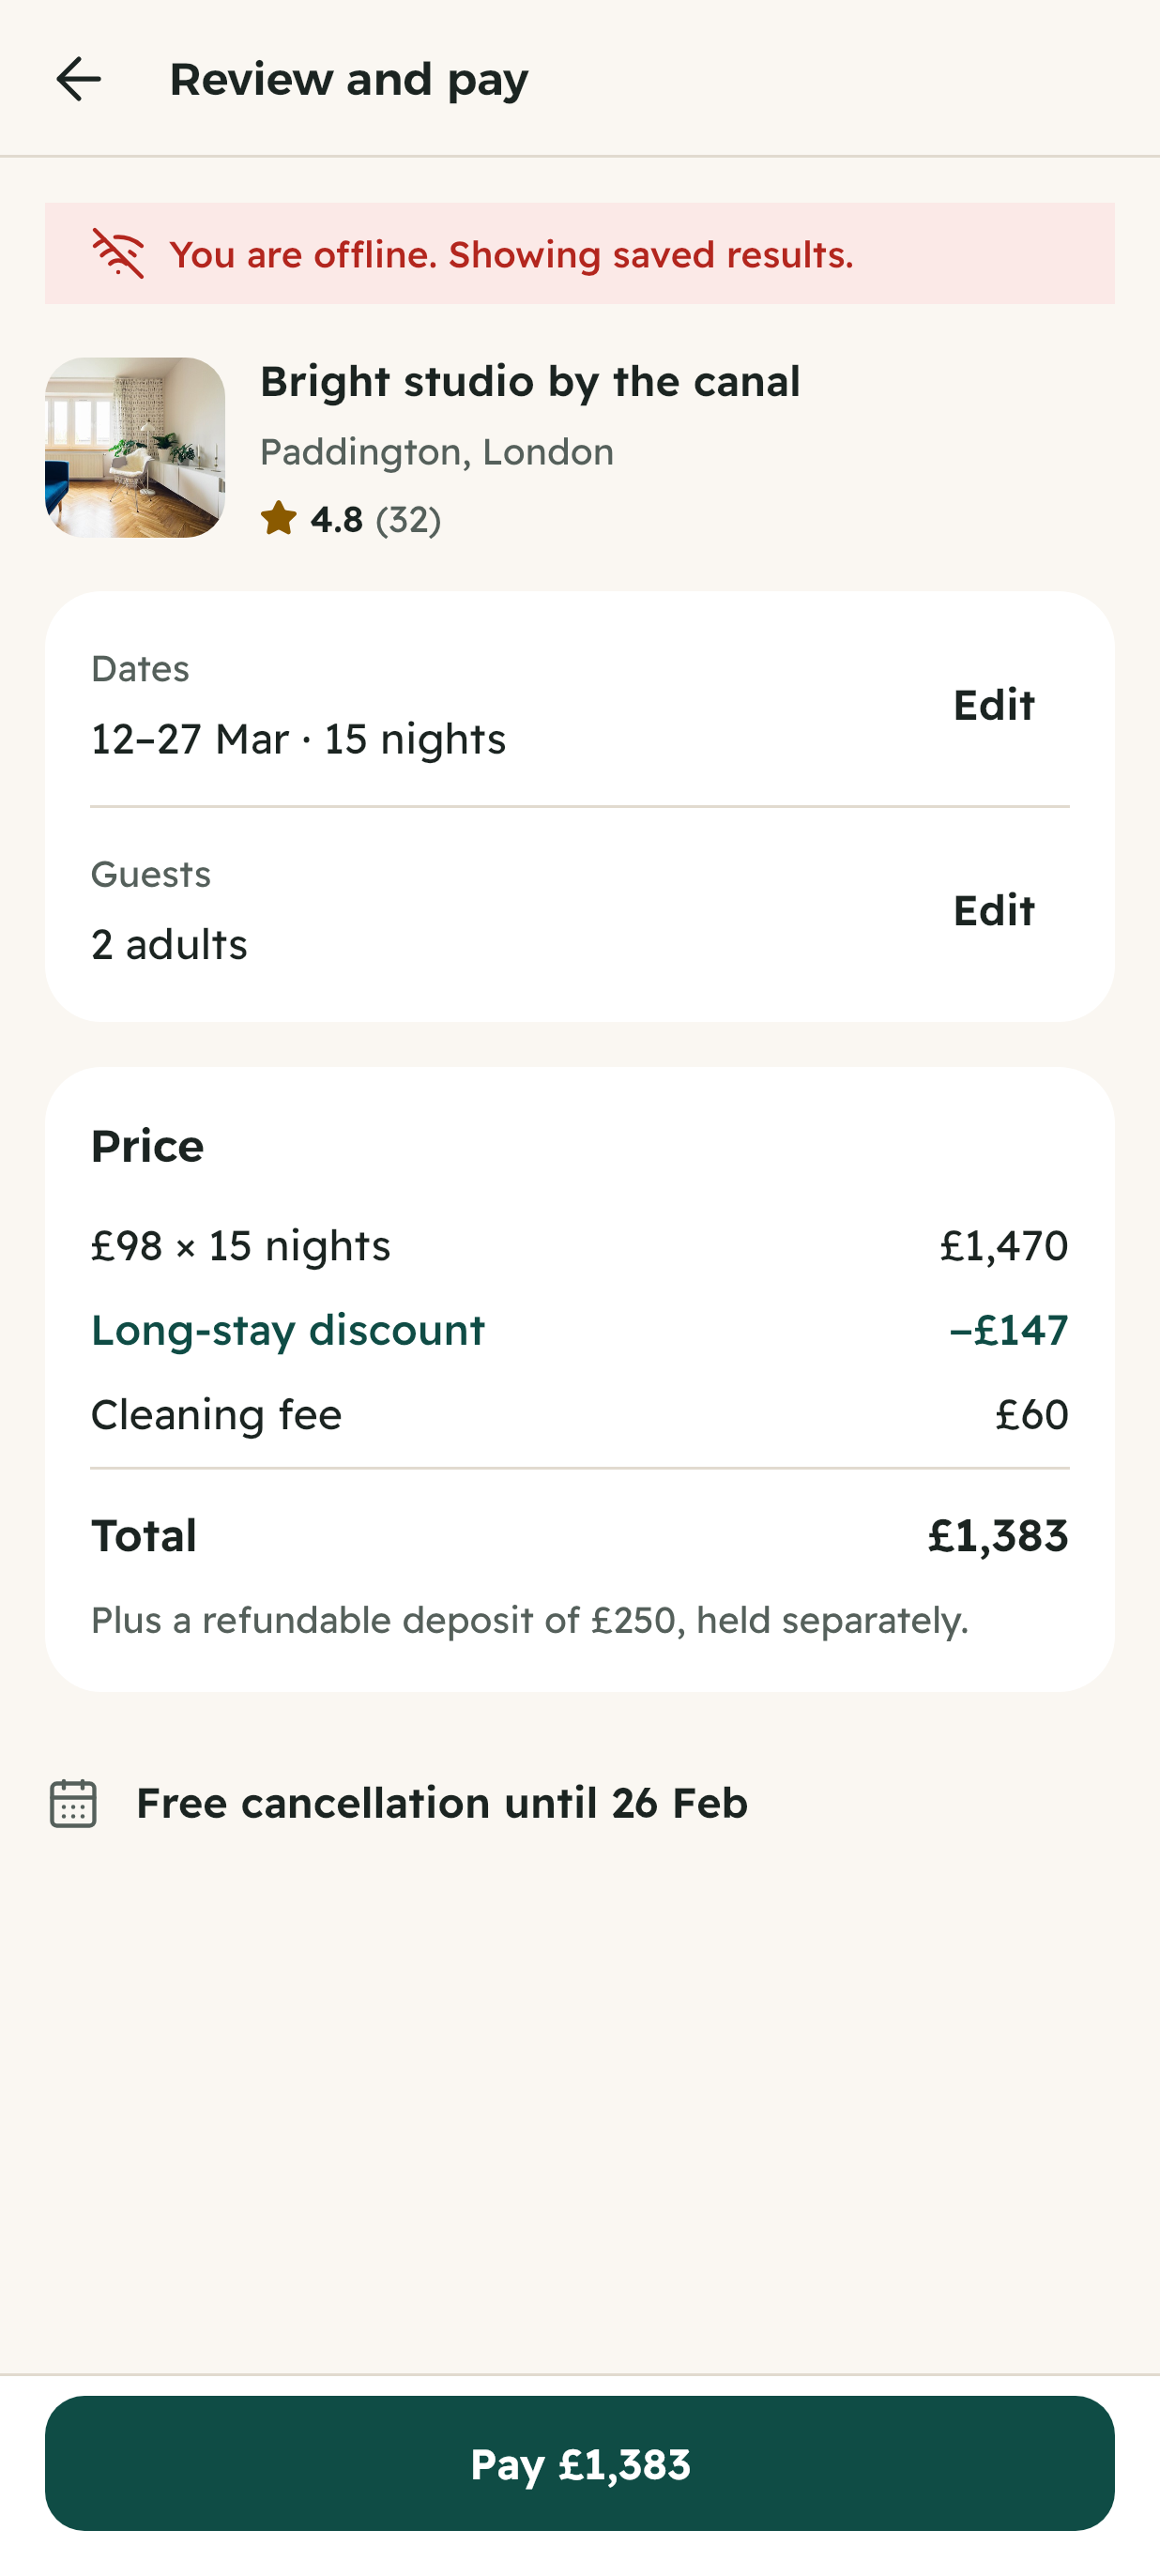 Review and pay
You are offline. Showing saved results.
Bright studio by the canal
Paddington, London
4.8 (32)
Dates
12–27 Mar · 15 nights
Edit
Guests
2 adults
Edit
Price
£98 × 15 nights £1,470
Long-stay discount −£147
Cleaning fee £60
Total £1,383
Plus a refundable deposit of £250, held separately.
Free cancellation until 26 Feb
Pay £1,383